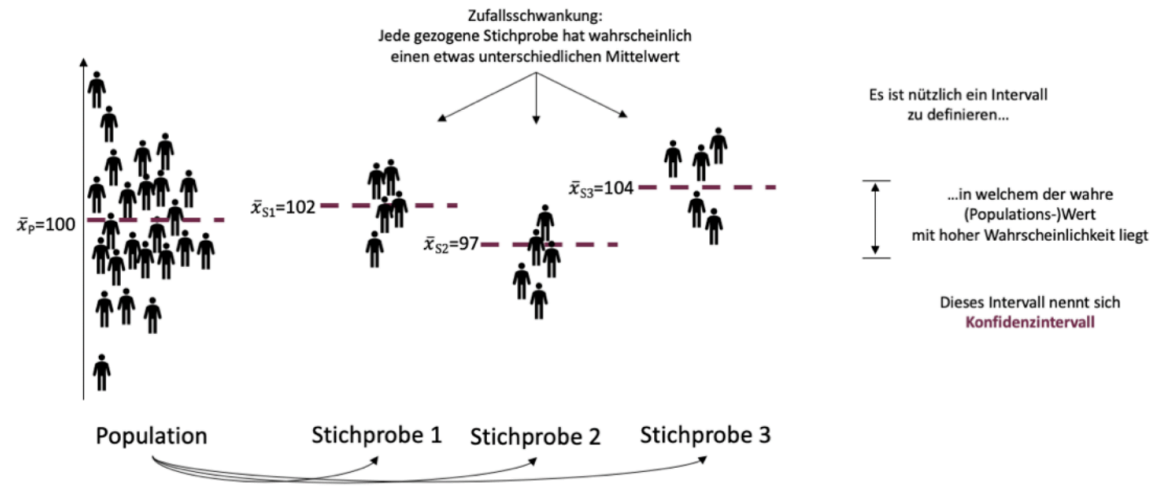 Zufallsschwankung:
Jede gezogene Stichprobe hat wahrscheinlich
einen etwas unterschiedlichen Mittelwert
Es ist nützlich ein Intervall
zu definieren...
x̄P=100
x̄S1=102
x̄S2=97
x̄S3=104
...in welchem der wahre
(Populations-)Wert
mit hoher Wahrscheinlichkeit liegt
Dieses Intervall nennt sich
Konfidenzintervall
Population
Stichprobe 1
Stichprobe 2
Stichprobe 3